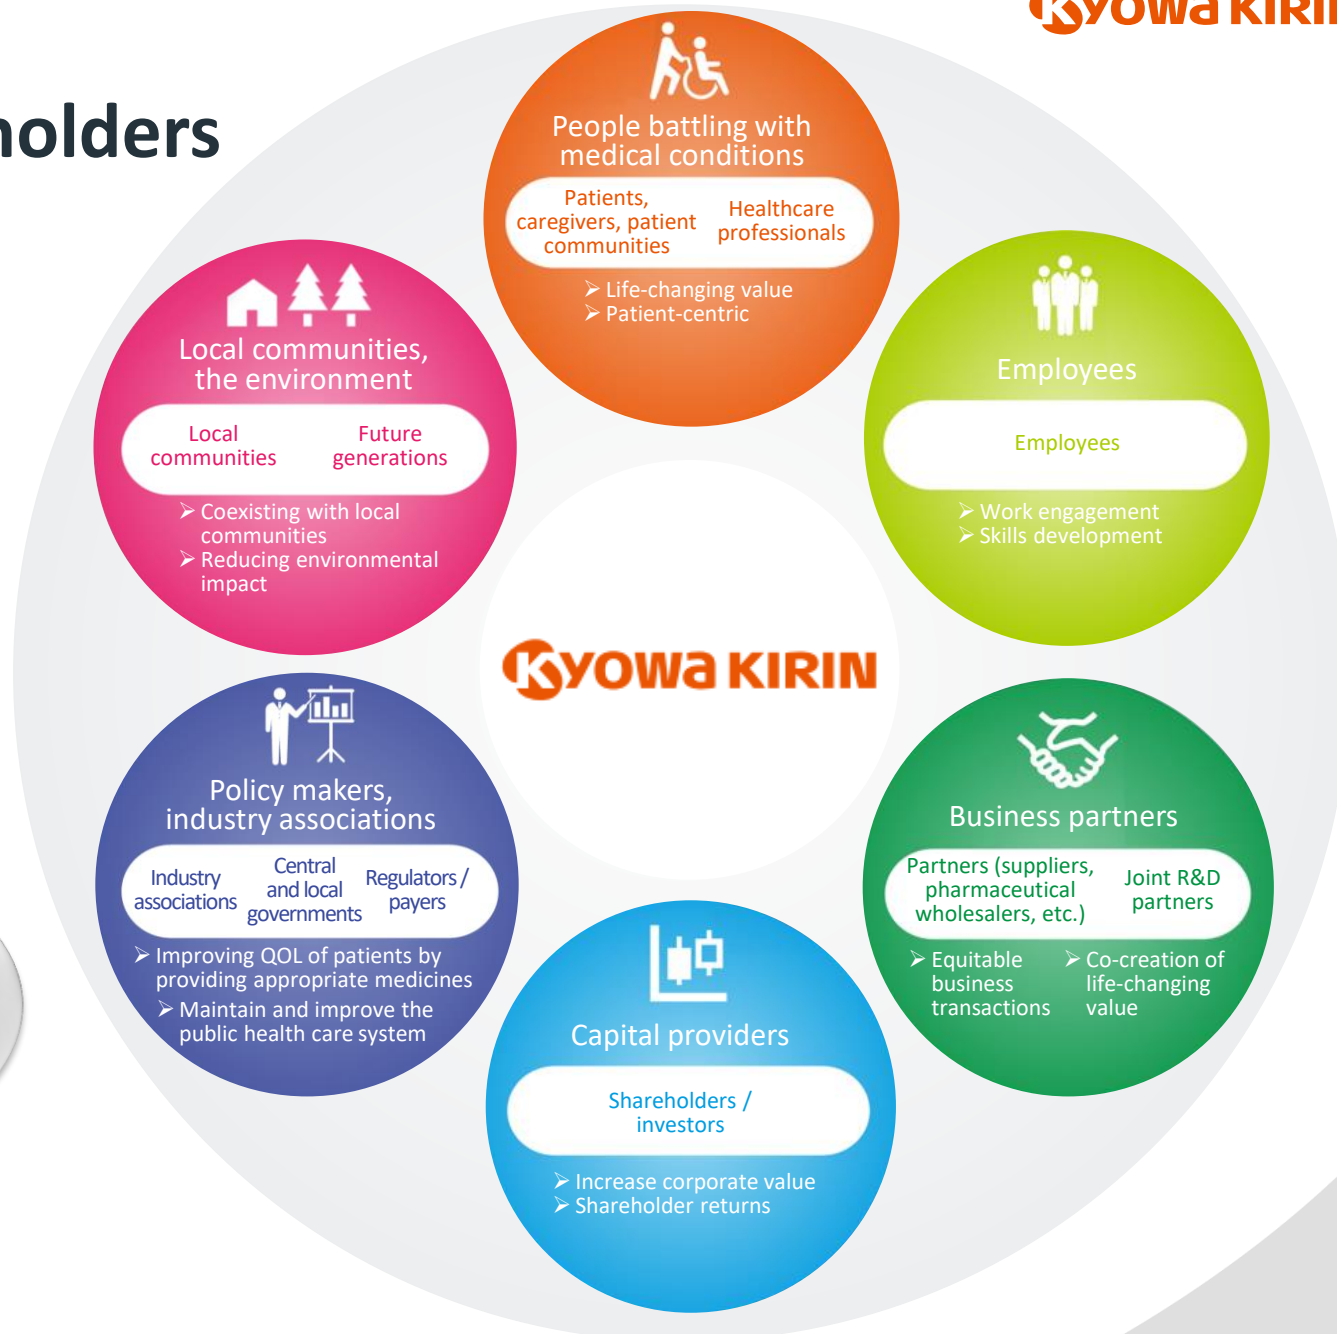 KYOWA KIRIN
holders
People battling with
medical conditions
Patients,
caregivers, patient
communities
Healthcare
professionals
➢ Life-changing value
➢ Patient-centric
Local communities,
the environment
Local
communities
Future
generations
➢ Coexisting with local
communities
➢ Reducing environmental
impact
Employees
Employees
➢ Work engagement
➢ Skills development
KYOWA KIRIN
Policy makers,
industry associations
Industry
associations
Central
and local
governments
Regulators /
payers
➢ Improving QOL of patients by
providing appropriate medicines
➢ Maintain and improve the
public health care system
Business partners
Partners (suppliers,
pharmaceutical
wholesalers, etc.)
Joint R&D
partners
➢ Equitable
business
transactions
➢ Co-creation of
life-changing
value
Capital providers
Shareholders /
investors
➢ Increase corporate value
➢ Shareholder returns